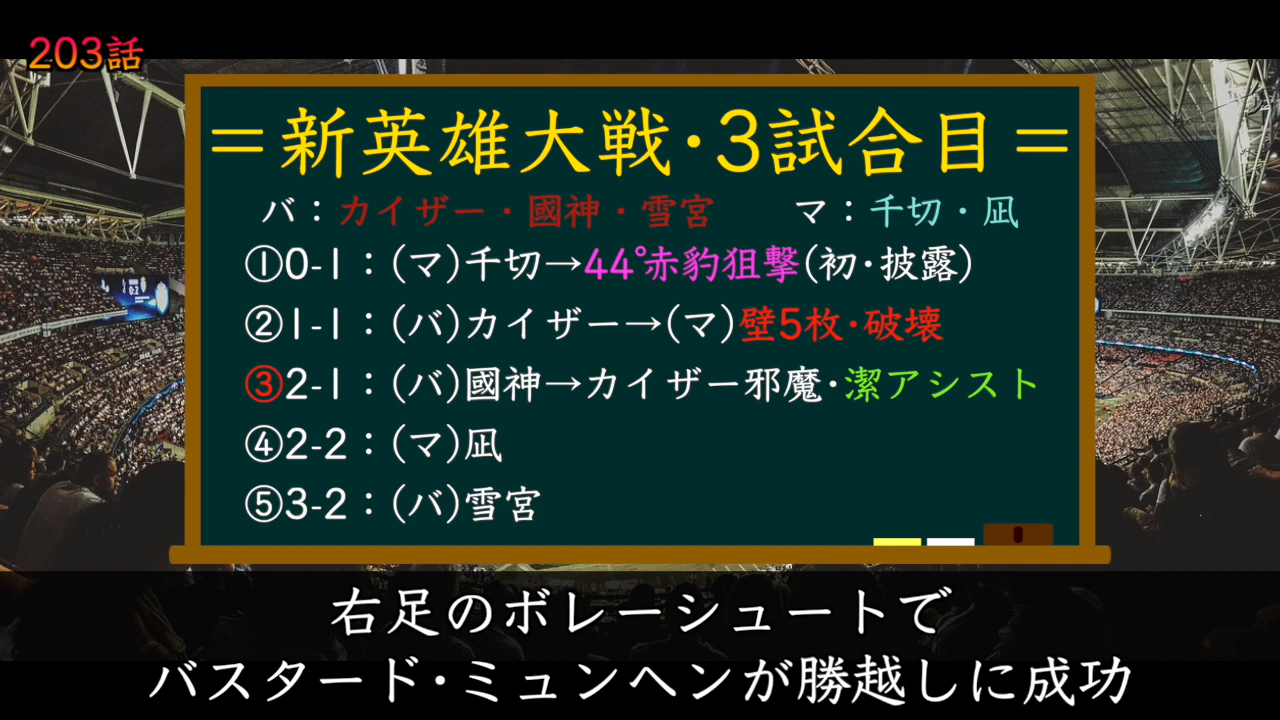 203話
＝新英雄大戦・3試合目＝
バ：カイザー・國神・雪宮　マ：千切・凪
①0-1：(マ)千切→44°赤豹狙撃(初・披露)
②1-1：(バ)カイザー→(マ)壁5枚・破壊
③2-1：(バ)國神→カイザー邪魔・潔アシスト
④2-2：(マ)凪
⑤3-2：(バ)雪宮
右足のボレーシュートで
バスタード・ミュンヘンが勝越しに成功